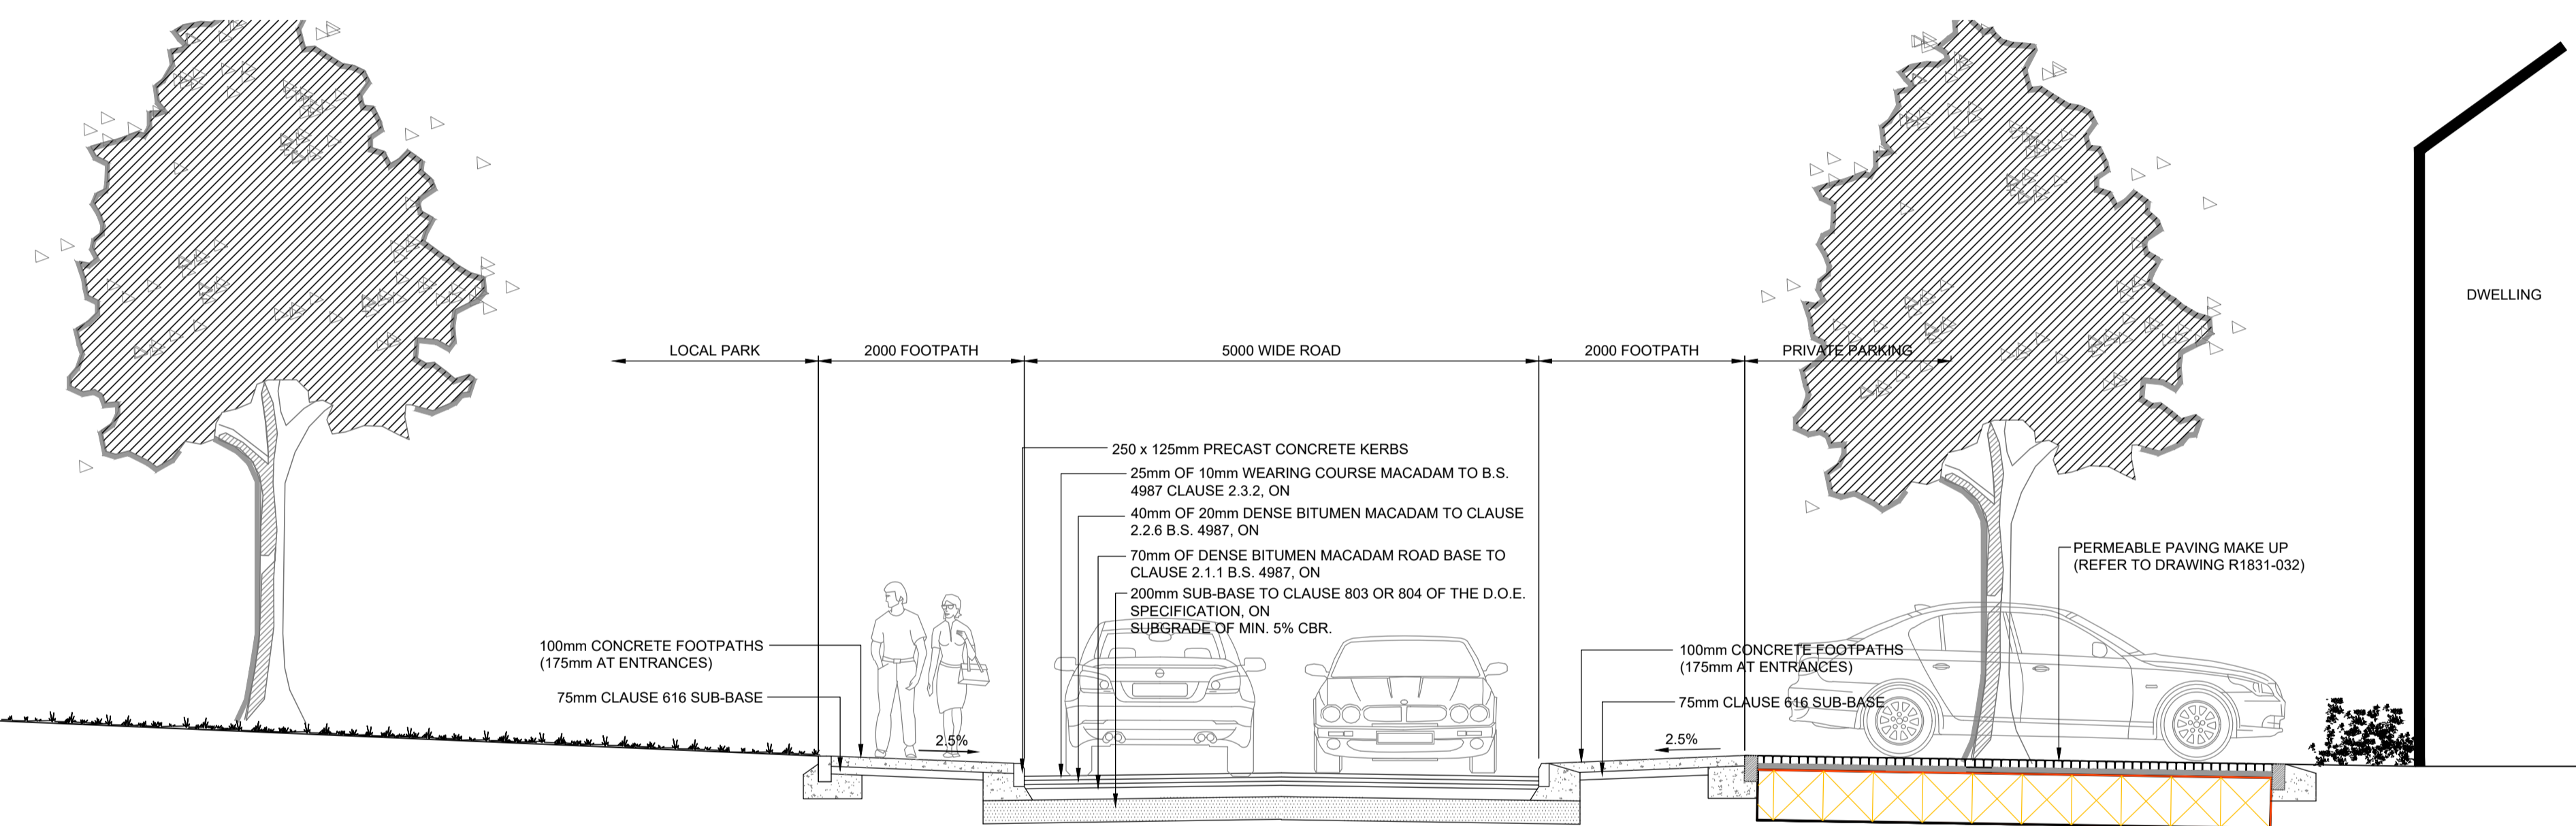 DWELLING
LOCAL PARK
2000 FOOTPATH
5000 WIDE ROAD
2000 FOOTPATH
PRIVATE PARKING
250 x 125mm PRECAST CONCRETE KERBS
25mm OF 10mm WEARING COURSE MACADAM TO B.S.
4987 CLAUSE 2.3.2, ON
40mm OF 20mm DENSE BITUMEN MACADAM TO CLAUSE
2.2.6 B.S. 4987, ON
70mm OF DENSE BITUMEN MACADAM ROAD BASE TO
CLAUSE 2.1.1 B.S. 4987, ON
200mm SUB-BASE TO CLAUSE 803 OR 804 OF THE D.O.E.
SPECIFICATION, ON
SUBGRADE OF MIN. 5% CBR.
PERMEABLE PAVING MAKE UP
(REFER TO DRAWING R1831-032)
100mm CONCRETE FOOTPATHS
(175mm AT ENTRANCES)
75mm CLAUSE 616 SUB-BASE
2.5%
100mm CONCRETE FOOTPATHS
(175mm AT ENTRANCES)
75mm CLAUSE 616 SUB-BASE
2.5%